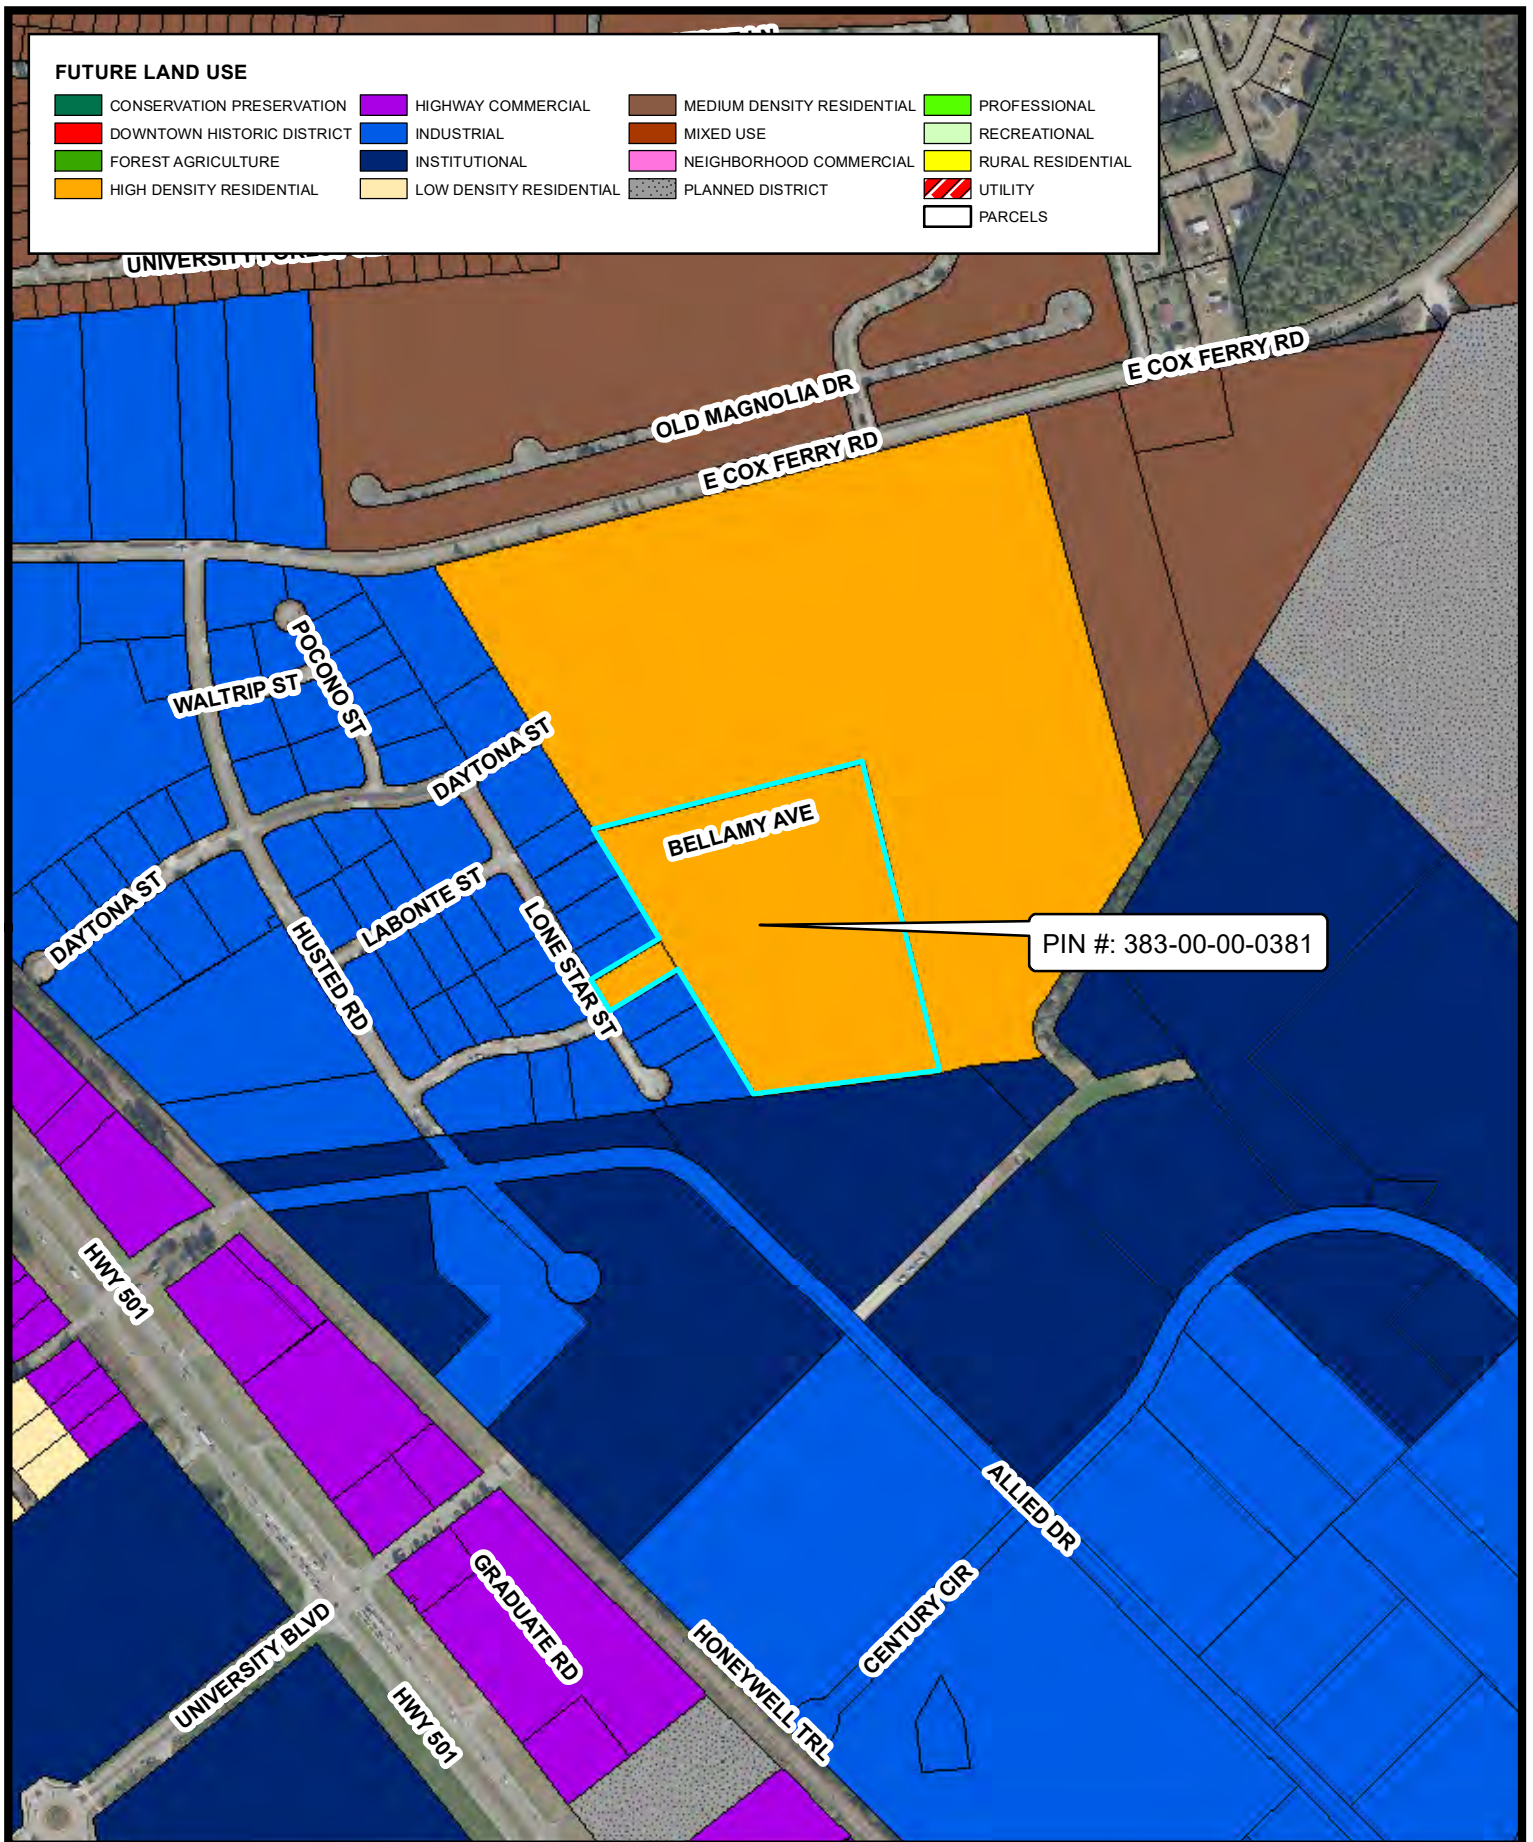 FUTURE LAND USE
CONSERVATION PRESERVATION
DOWNTOWN HISTORIC DISTRICT
FOREST AGRICULTURE
HIGH DENSITY RESIDENTIAL
HIGHWAY COMMERCIAL
INDUSTRIAL
INSTITUTIONAL
LOW DENSITY RESIDENTIAL
MEDIUM DENSITY RESIDENTIAL
MIXED USE
NEIGHBORHOOD COMMERCIAL
PLANNED DISTRICT
PROFESSIONAL
RECREATIONAL
RURAL RESIDENTIAL
UTILITY
PARCELS
UNIVERSITY
E COX FERRY RD
OLD MAGNOLIA DR
E COX FERRY RD
POCONO ST
WALTRIP ST
DAYTONA ST
BELLAMY AVE
DAYTONA ST
LABONTE ST
LONE STAR ST
HUSTED RD
PIN #: 383-00-00-0381
HWY 501
ALLIED DR
GRADUATE RD
CENTURY CIR
UNIVERSITY BLVD
HONEYWELL TRL
HWY 501